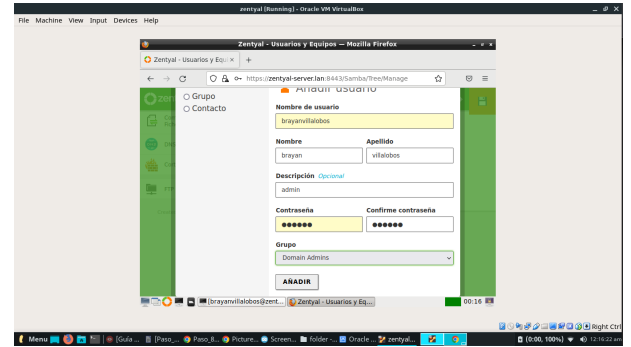 zentyal [Running] - Oracle VM VirtualBox
File Machine View Input Devices Help
Zentyal - Usuarios y Equipos — Mozilla Firefox
Zentyal - Usuarios y Equi
https://zentyal-server.lan:8443/Samba/Tree/Manage
Añadir usuario
Grupo
Contacto
Nombre de usuario
brayanvillalobos
Nombre
Apellido
brayan
villalobos
Descripción Opcional
admin
Contraseña
Confirme contraseña
●●●●●●
●●●●●●
Grupo
Domain Admins
AÑADIR
[brayanvillalobos@zent...
Zentyal - Usuarios y Eq...
00:16
Right Ctrl
Menu
[Guía ...
[Paso_...
Paso_8...
Picture...
Screen...
folder -...
Oracle ...
zentyal...
(0:00, 100%)
12:16:22 am